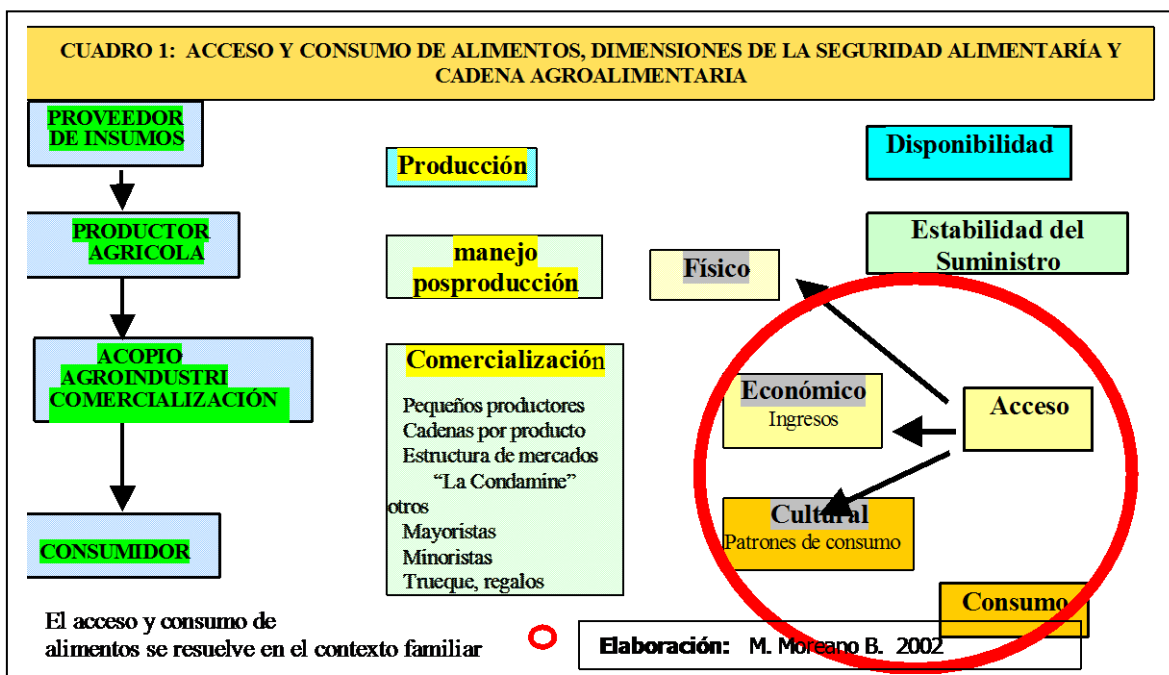 CUADRO 1: ACCESO Y CONSUMO DE ALIMENTOS, DIMENSIONES DE LA SEGURIDAD ALIMENTARÍA Y
CADENA AGROALIMENTARIA
PROVEEDOR
DE INSUMOS
PRODUCTOR
AGRICOLA
ACOPIO
AGROINDUSTRI
COMERCIALIZACIÓN
CONSUMIDOR
Producción
manejo
posproducción
Comercialización
Pequeños productores
Cadenas por producto
Estructura de mercados
“La Condamine”
otros
Mayoristas
Minoristas
Trueque, regalos
Disponibilidad
Estabilidad del
Suministro
Físico
Económico
Ingresos
Acceso
Cultural
Patrones de consumo
Consumo
El acceso y consumo de
alimentos se resuelve en el contexto familiar
Elaboración: M. Moreano B. 2002